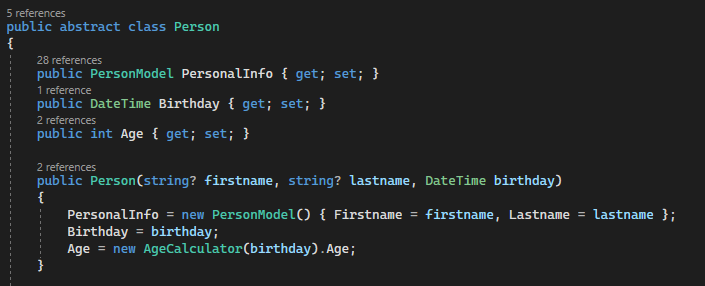 5 references
public abstract class Person
{
28 references
public PersonModel PersonalInfo { get; set; }
1 reference
public DateTime Birthday { get; set; }
2 references
public int Age { get; set; }
2 references
public Person(string? firstname, string? lastname, DateTime birthday)
{
PersonalInfo = new PersonModel() { Firstname = firstname, Lastname = lastname };
Birthday = birthday;
Age = new AgeCalculator(birthday).Age;
}